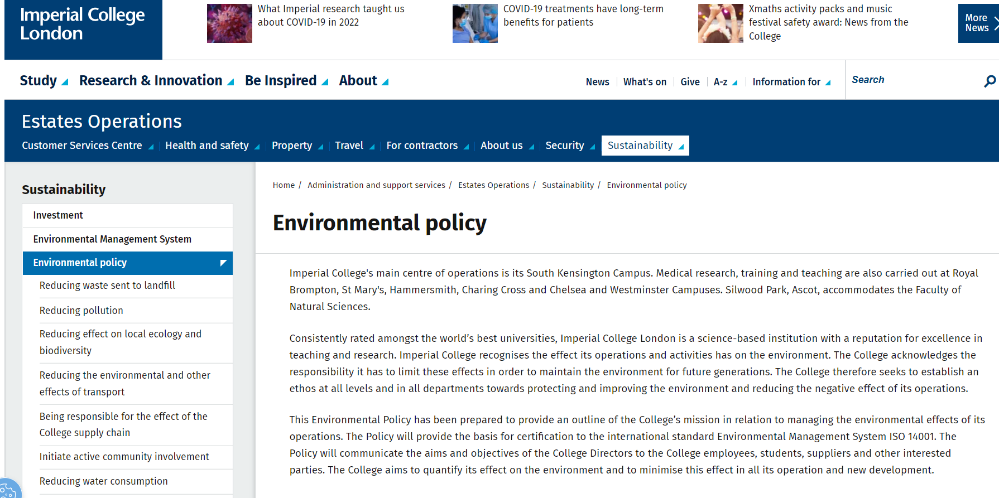 Imperial College
London
What Imperial research taught us
about COVID-19 in 2022
COVID-19 treatments have long-term
benefits for patients
Xmaths activity packs and music
festival safety award: News from the
College
More
News
Study
Research & Innovation
Be Inspired
About
News
What's on
Give
A-z
Information for
Search
Estates Operations
Customer Services Centre
Health and safety
Property
Travel
For contractors
About us
Security
Sustainability
Sustainability
Investment
Environmental Management System
Environmental policy
Reducing waste sent to landfill
Reducing pollution
Reducing effect on local ecology and
biodiversity
Reducing the environmental and other
effects of transport
Being responsible for the effect of the
College supply chain
Initiate active community involvement
Reducing water consumption
Home / Administration and support services / Estates Operations / Sustainability / Environmental policy
Environmental policy
Imperial College's main centre of operations is its South Kensington Campus. Medical research, training and teaching are also carried out at Royal
Brompton, St Mary's, Hammersmith, Charing Cross and Chelsea and Westminster Campuses. Silwood Park, Ascot, accommodates the Faculty of
Natural Sciences.
Consistently rated amongst the world’s best universities, Imperial College London is a science-based institution with a reputation for excellence in
teaching and research. Imperial College recognises the effect its operations and activities has on the environment. The College acknowledges the
responsibility it has to limit these effects in order to maintain the environment for future generations. The College therefore seeks to establish an
ethos at all levels and in all departments towards protecting and improving the environment and reducing the negative effect of its operations.
This Environmental Policy has been prepared to provide an outline of the College’s mission in relation to managing the environmental effects of its
operations. The Policy will provide the basis for certification to the international standard Environmental Management System ISO 14001. The
Policy will communicate the aims and objectives of the College Directors to the College employees, students, suppliers and other interested
parties. The College aims to quantify its effect on the environment and to minimise this effect in all its operation and new development.